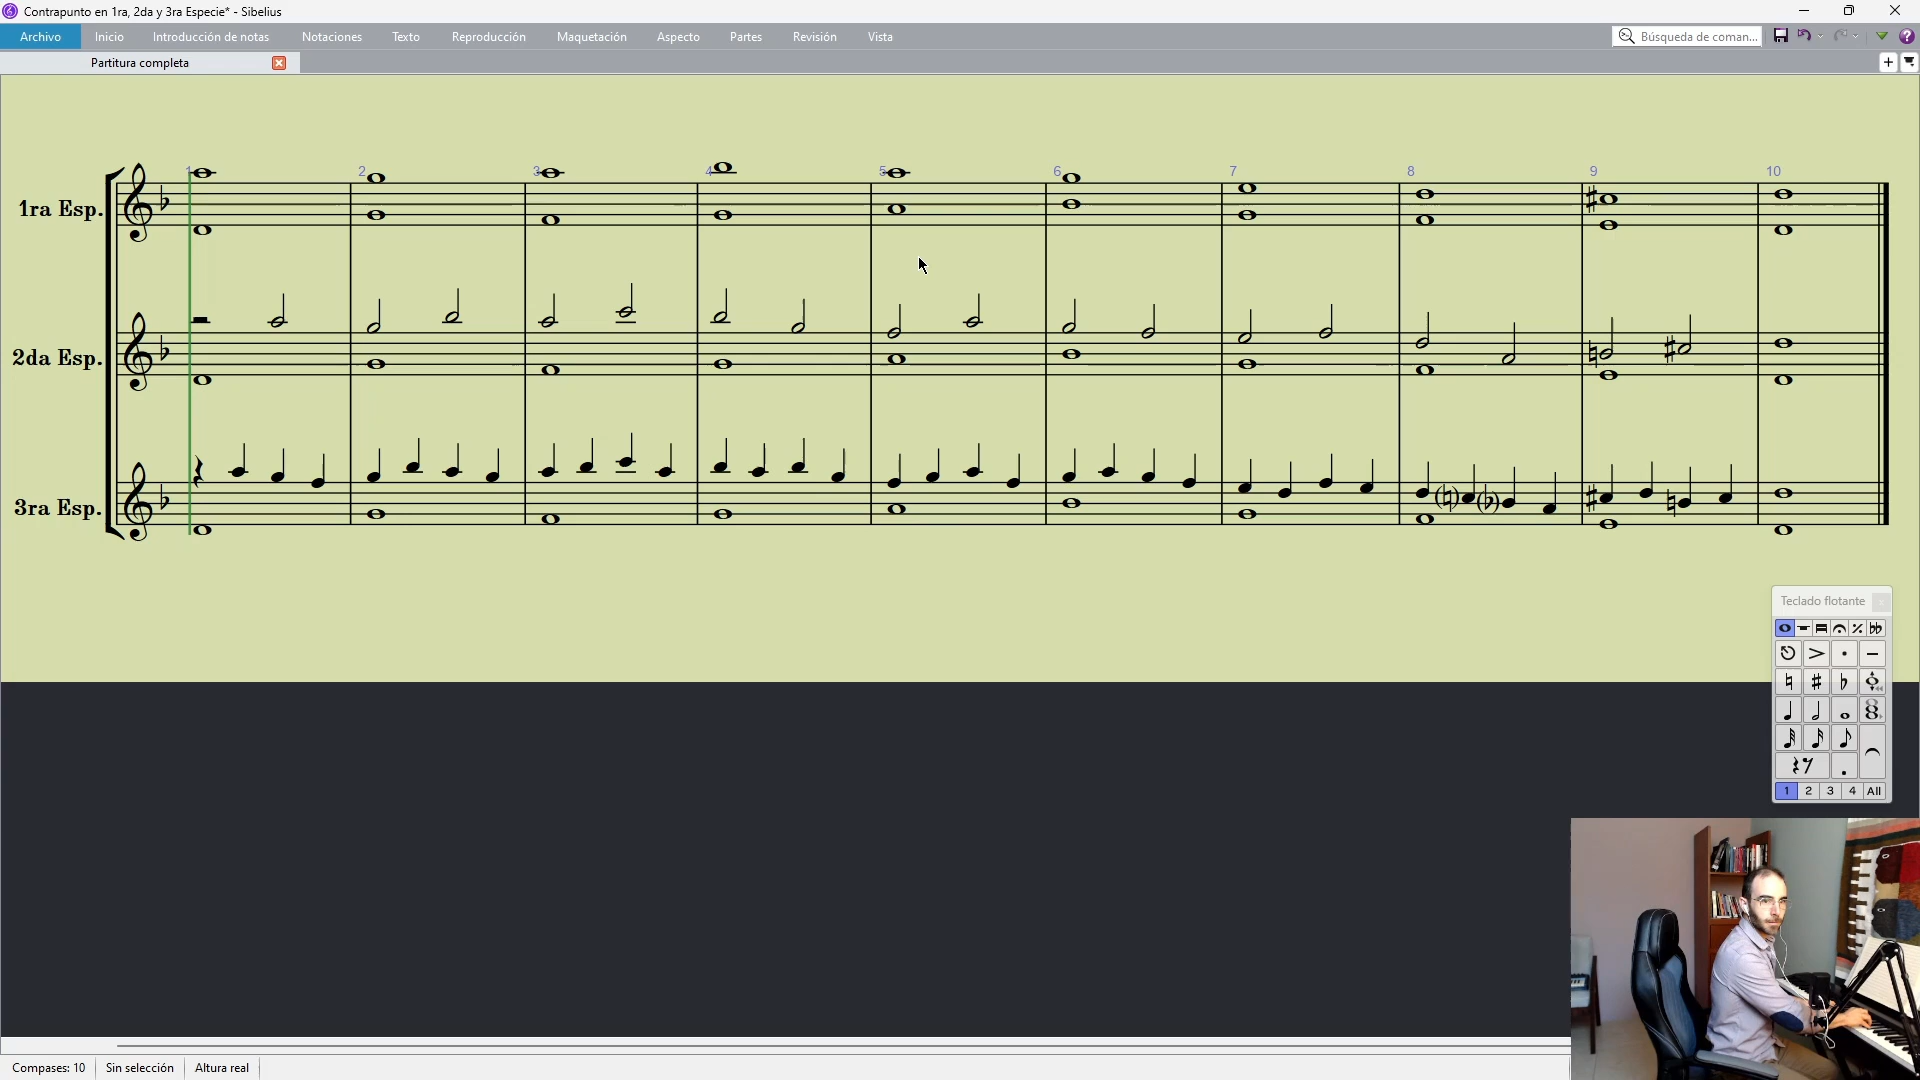 Contrapunto en 1ra, 2da y 3ra Especie* - Sibelius
Archivo Inicio Introducción de notas Notaciones Texto Reproducción Maquetación Aspecto Partes Revisión Vista Búsqueda de coman...
Partitura completa
1 2 3 4 5 6 7 8 9 10
1ra Esp.
2da Esp.
3ra Esp.
Teclado flotante
1 2 3 4 All
Compases: 10 Sin selección Altura real